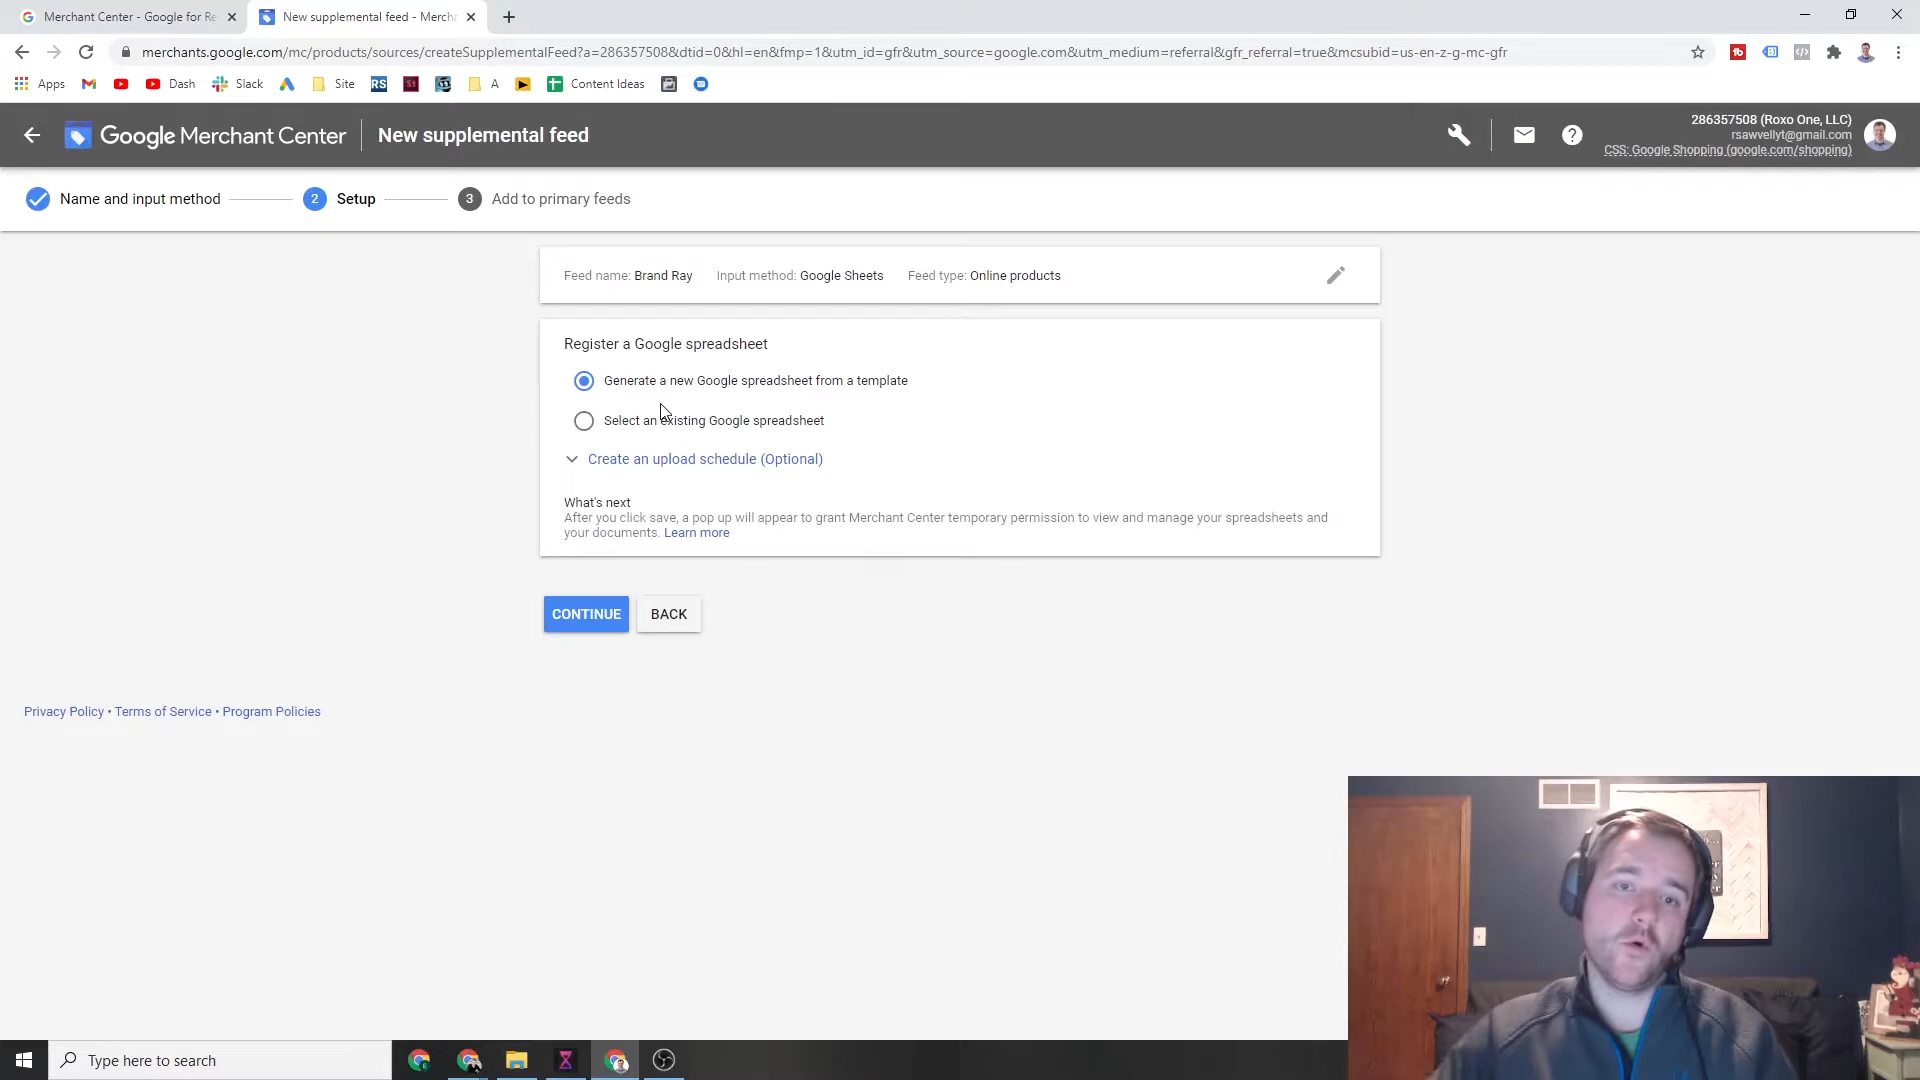 Merchant Center - Google for Re
New supplemental feed - Mercha
merchants.google.com/mc/products/sources/createSupplementalFeed?a=286357508&dtid=0&hl=en&fmp=1&utm_id=gfr&utm_source=google.com&utm_medium=referral&gfr_referral=true&mcsubid=us-en-z-g-mc-gfr
Apps
Dash
Slack
Site
RS
A
Content Ideas
Google Merchant Center
New supplemental feed
286357508 (Roxo One, LLC)
rsawvellyt@gmail.com
CSS: Google Shopping (google.com/shopping)
Name and input method
2 Setup
3 Add to primary feeds
Feed name: Brand Ray Input method: Google Sheets Feed type: Online products
Register a Google spreadsheet
Generate a new Google spreadsheet from a template
Select an existing Google spreadsheet
Create an upload schedule (Optional)
What's next
After you click save, a pop up will appear to grant Merchant Center temporary permission to view and manage your spreadsheets and
your documents. Learn more
CONTINUE
BACK
Privacy Policy • Terms of Service • Program Policies
Type here to search